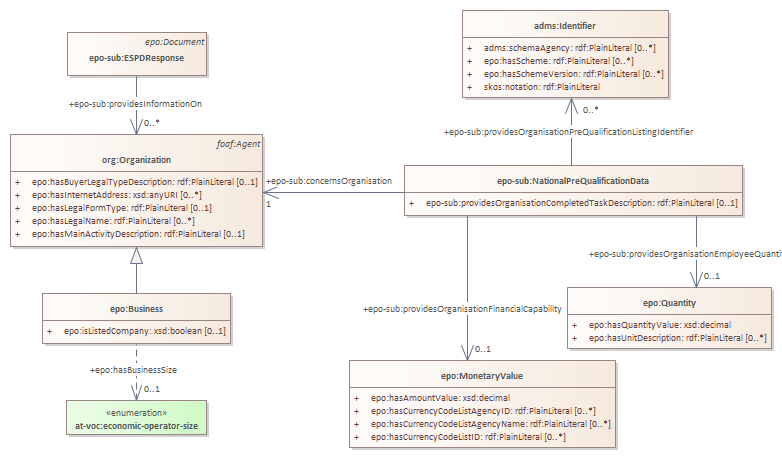 epo:Document
epo-sub:ESPDResponse
+epo-sub:providesInformationOn
0..*
foaf:Agent
org:Organization
+ epo:hasBuyerLegalTypeDescription: rdf:PlainLiteral [0..1]
+ epo:hasInternetAddress: xsd:anyURI [0..*]
+ epo:hasLegalFormType: rdf:PlainLiteral [0..1]
+ epo:hasLegalName: rdf:PlainLiteral [0..*]
+ epo:hasMainActivityDescription: rdf:PlainLiteral [0..1]
epo:Business
+ epo:isListedCompany: xsd:boolean [0..1]
+epo:hasBusinessSize
0..1
«enumeration»
at-voc:economic-operator-size
adms:Identifier
+ adms:schemaAgency: rdf:PlainLiteral [0..*]
+ epo:hasScheme: rdf:PlainLiteral [0..*]
+ epo:hasSchemeVersion: rdf:PlainLiteral [0..*]
+ skos:notation: rdf:PlainLiteral
0..*
+epo-sub:providesOrganisationPreQualificationListingIdentifier
+epo-sub:concernsOrganisation
1
epo-sub:NationalPreQualificationData
+ epo-sub:providesOrganisationCompletedTaskDescription: rdf:PlainLiteral [0..1]
+epo-sub:providesOrganisationEmployeeQuanti
0..1
epo:Quantity
+ epo:hasQuantityValue: xsd:decimal
+ epo:hasUnitDescription: rdf:PlainLiteral [0..*]
+epo-sub:providesOrganisationFinancialCapability
0..1
epo:MonetaryValue
+ epo:hasAmountValue: xsd:decimal
+ epo:hasCurrencyCodeListAgencyID: rdf:PlainLiteral [0..*]
+ epo:hasCurrencyCodeListAgencyName: rdf:PlainLiteral [0..*]
+ epo:hasCurrencyCodeListID: rdf:PlainLiteral [0..*]